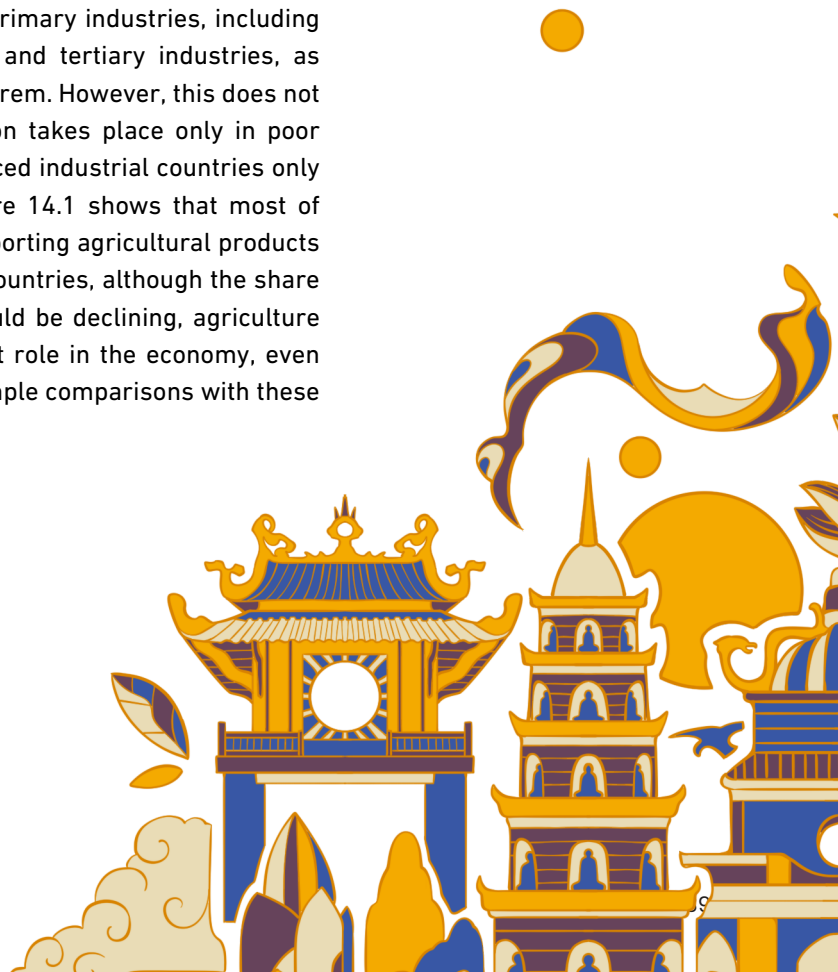 rimary industries, including
and tertiary industries, as
rem. However, this does not
on takes place only in poor
ced industrial countries only
re 14.1 shows that most of
porting agricultural products
ountries, although the share
uld be declining, agriculture
t role in the economy, even
mple comparisons with these